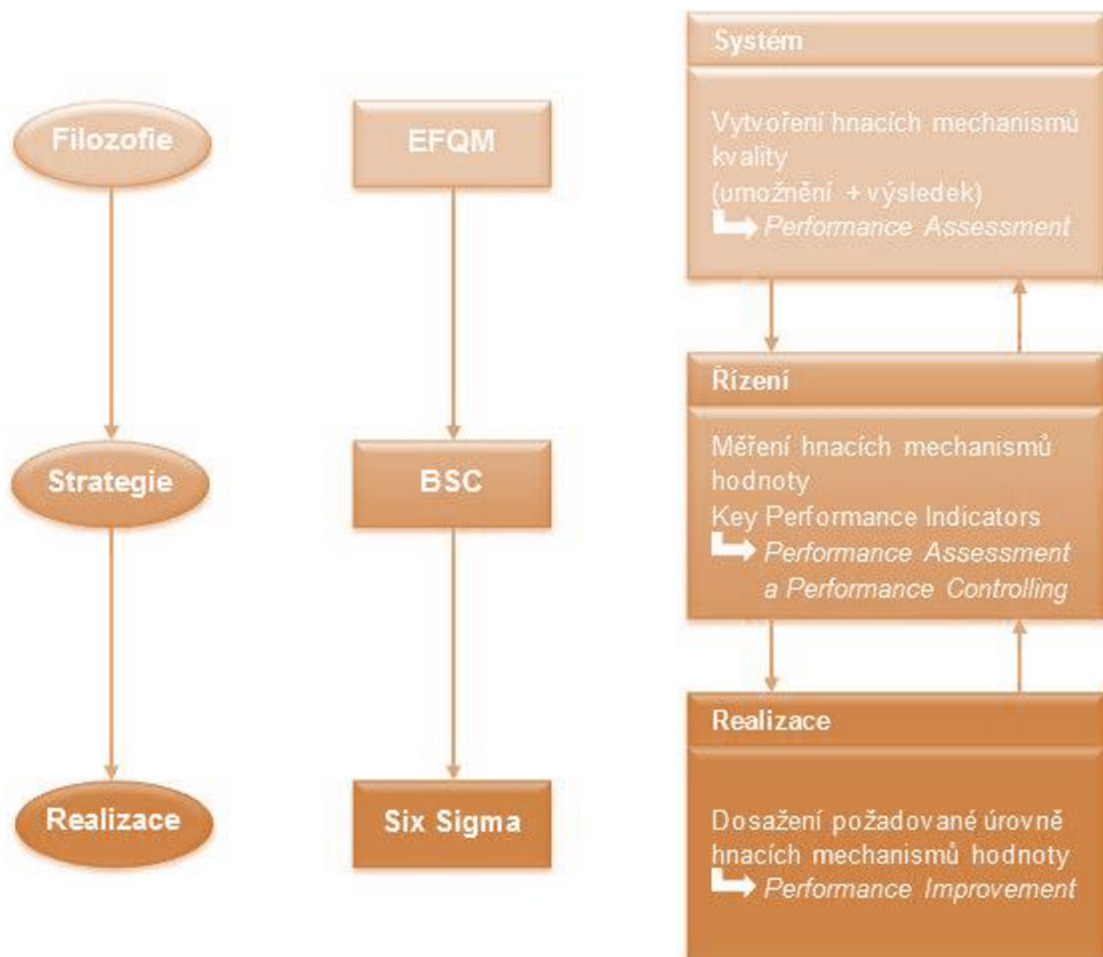 Filozofie
Strategie
Realizace
EFQM
BSC
Six Sigma
Systém
Vytvoření hnacích mechanismů
kvality
(umožnění + výsledek)
Performance Assessment
Řízení
Měření hnacích mechanismů
hodnoty
Key Performance Indicators
Performance Assessment
a Performance Controlling
Realizace
Dosažení požadované úrovně
hnacích mechanismů hodnoty
Performance Improvement